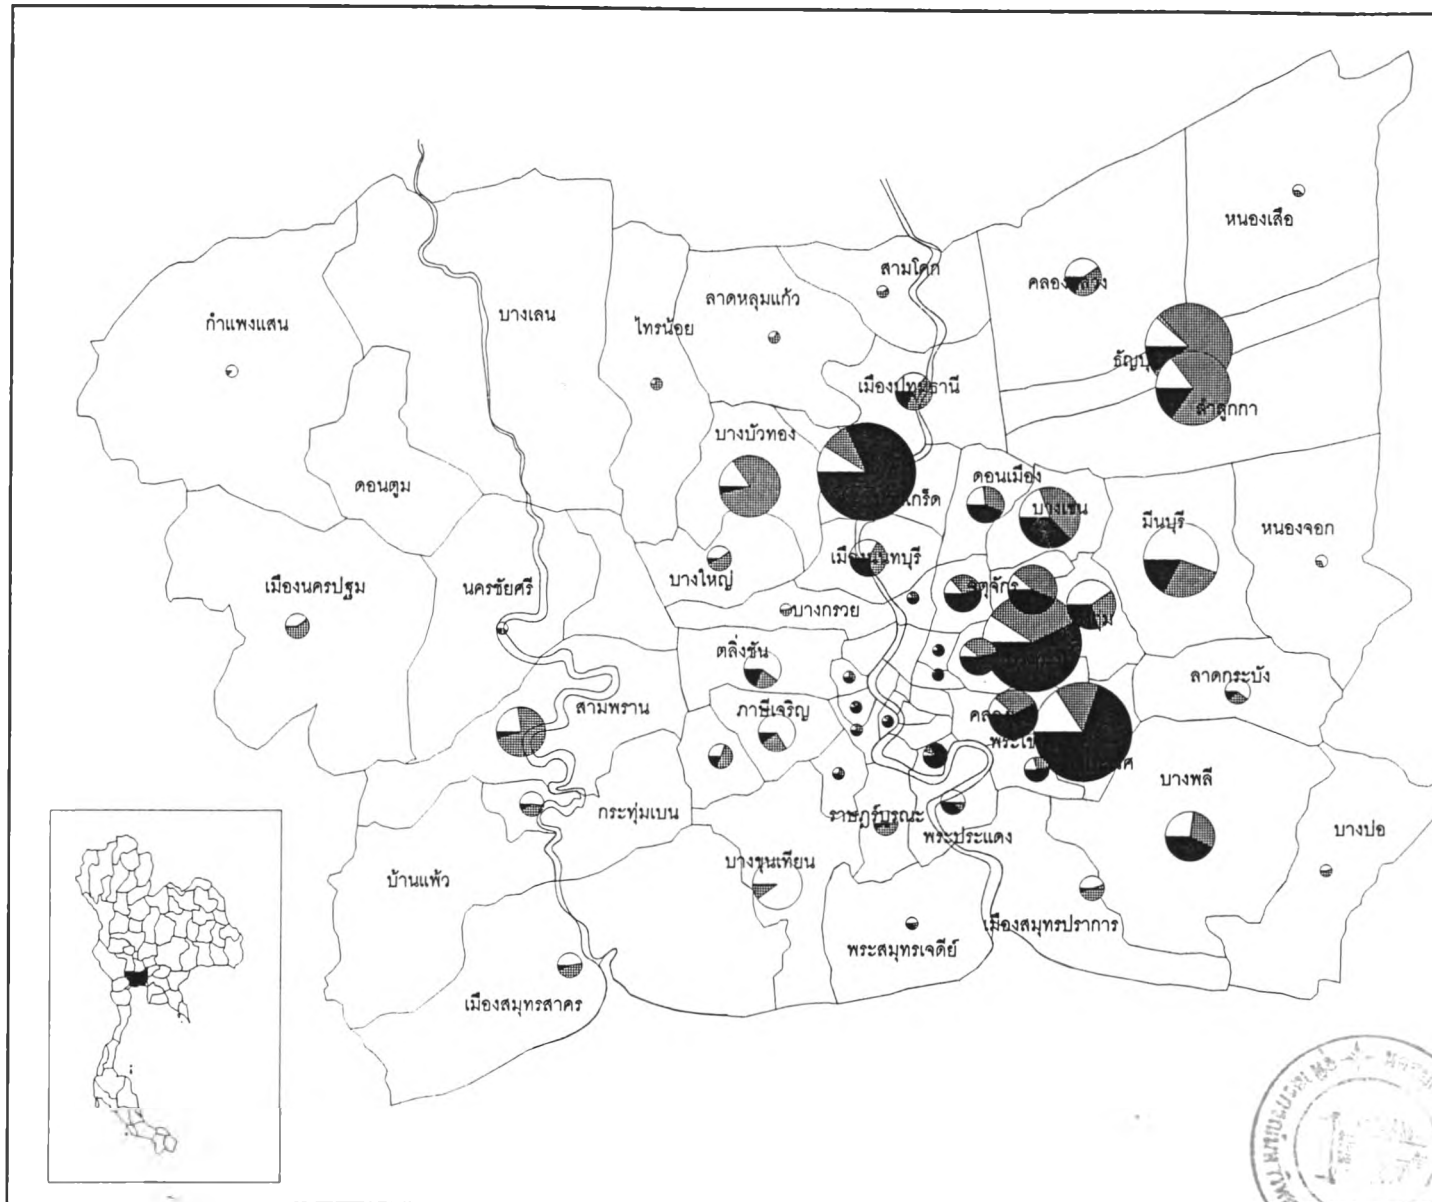 หนองเสือ
สามโคก
คลองหลวง
ลาดหลุมแก้ว
บางเลน
กำแพงแสน
ไทรน้อย
ธัญบุรี
เมืองปทุมธานี
ลำลูกกา
บางบัวทอง
ดอนเมือง
ดอนตูม
บางเขน
มีนบุรี
หนองจอก
เมืองนนทบุรี
บางใหญ่
เมืองนครปฐม
นครชัยศรี
จตุจักร
บางกรวย
ตลิ่งชัน
ลาดกระบัง
สามพราน
ภาษีเจริญ
บางพลี
กระทุ่มเบน
ราษฎร์บูรณะ
พระประแดง
บางปอ
บางขุนเทียน
บ้านแพ้ว
เมืองสมุทรปราการ
พระสมุทรเจดีย์
เมืองสมุทรสาคร